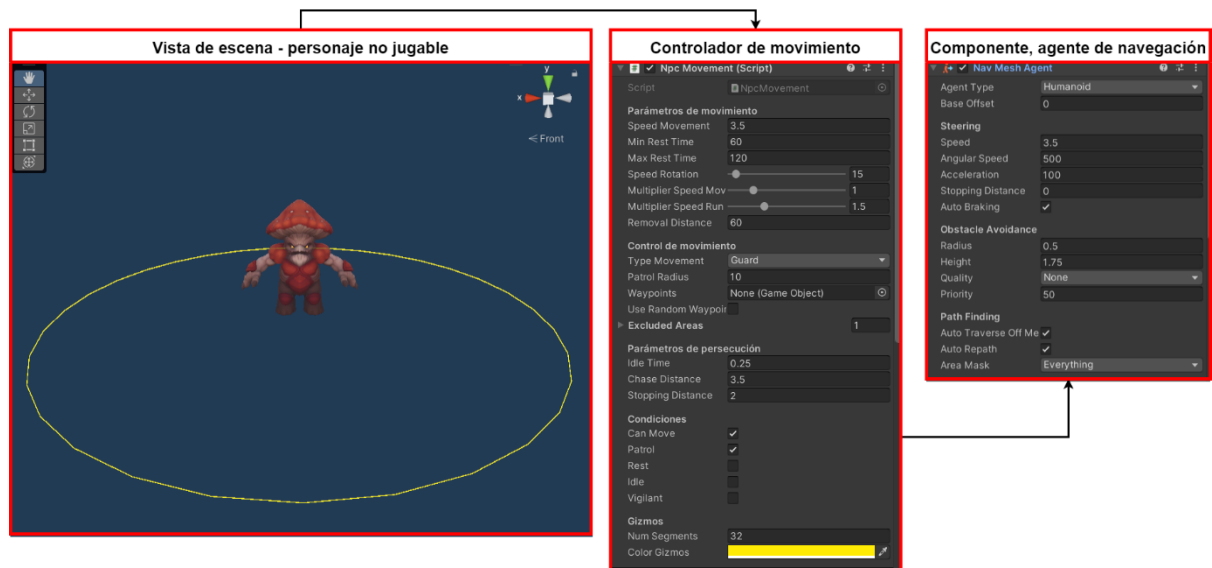 Vista de escena - personaje no jugable
y
x
< Front
Controlador de movimiento
# Npc Movement (Script)
Script NpcMovement
Parámetros de movimiento
Speed Movement 3.5
Min Rest Time 60
Max Rest Time 120
Speed Rotation 15
Multiplier Speed Mov 1
Multiplier Speed Run 1.5
Removal Distance 60
Control de movimiento
Type Movement Guard
Patrol Radius 10
Waypoints None (Game Object)
Use Random Waypoir
Excluded Areas 1
Parámetros de persecución
Idle Time 0.25
Chase Distance 3.5
Stopping Distance 2
Condiciones
Can Move
Patrol
Rest
Idle
Vigilant
Gizmos
Num Segments 32
Color Gizmos
Componente, agente de navegación
Nav Mesh Agent
Agent Type Humanoid
Base Offset 0
Steering
Speed 3.5
Angular Speed 500
Acceleration 100
Stopping Distance 0
Auto Braking
Obstacle Avoidance
Radius 0.5
Height 1.75
Quality None
Priority 50
Path Finding
Auto Traverse Off Me
Auto Repath
Area Mask Everything